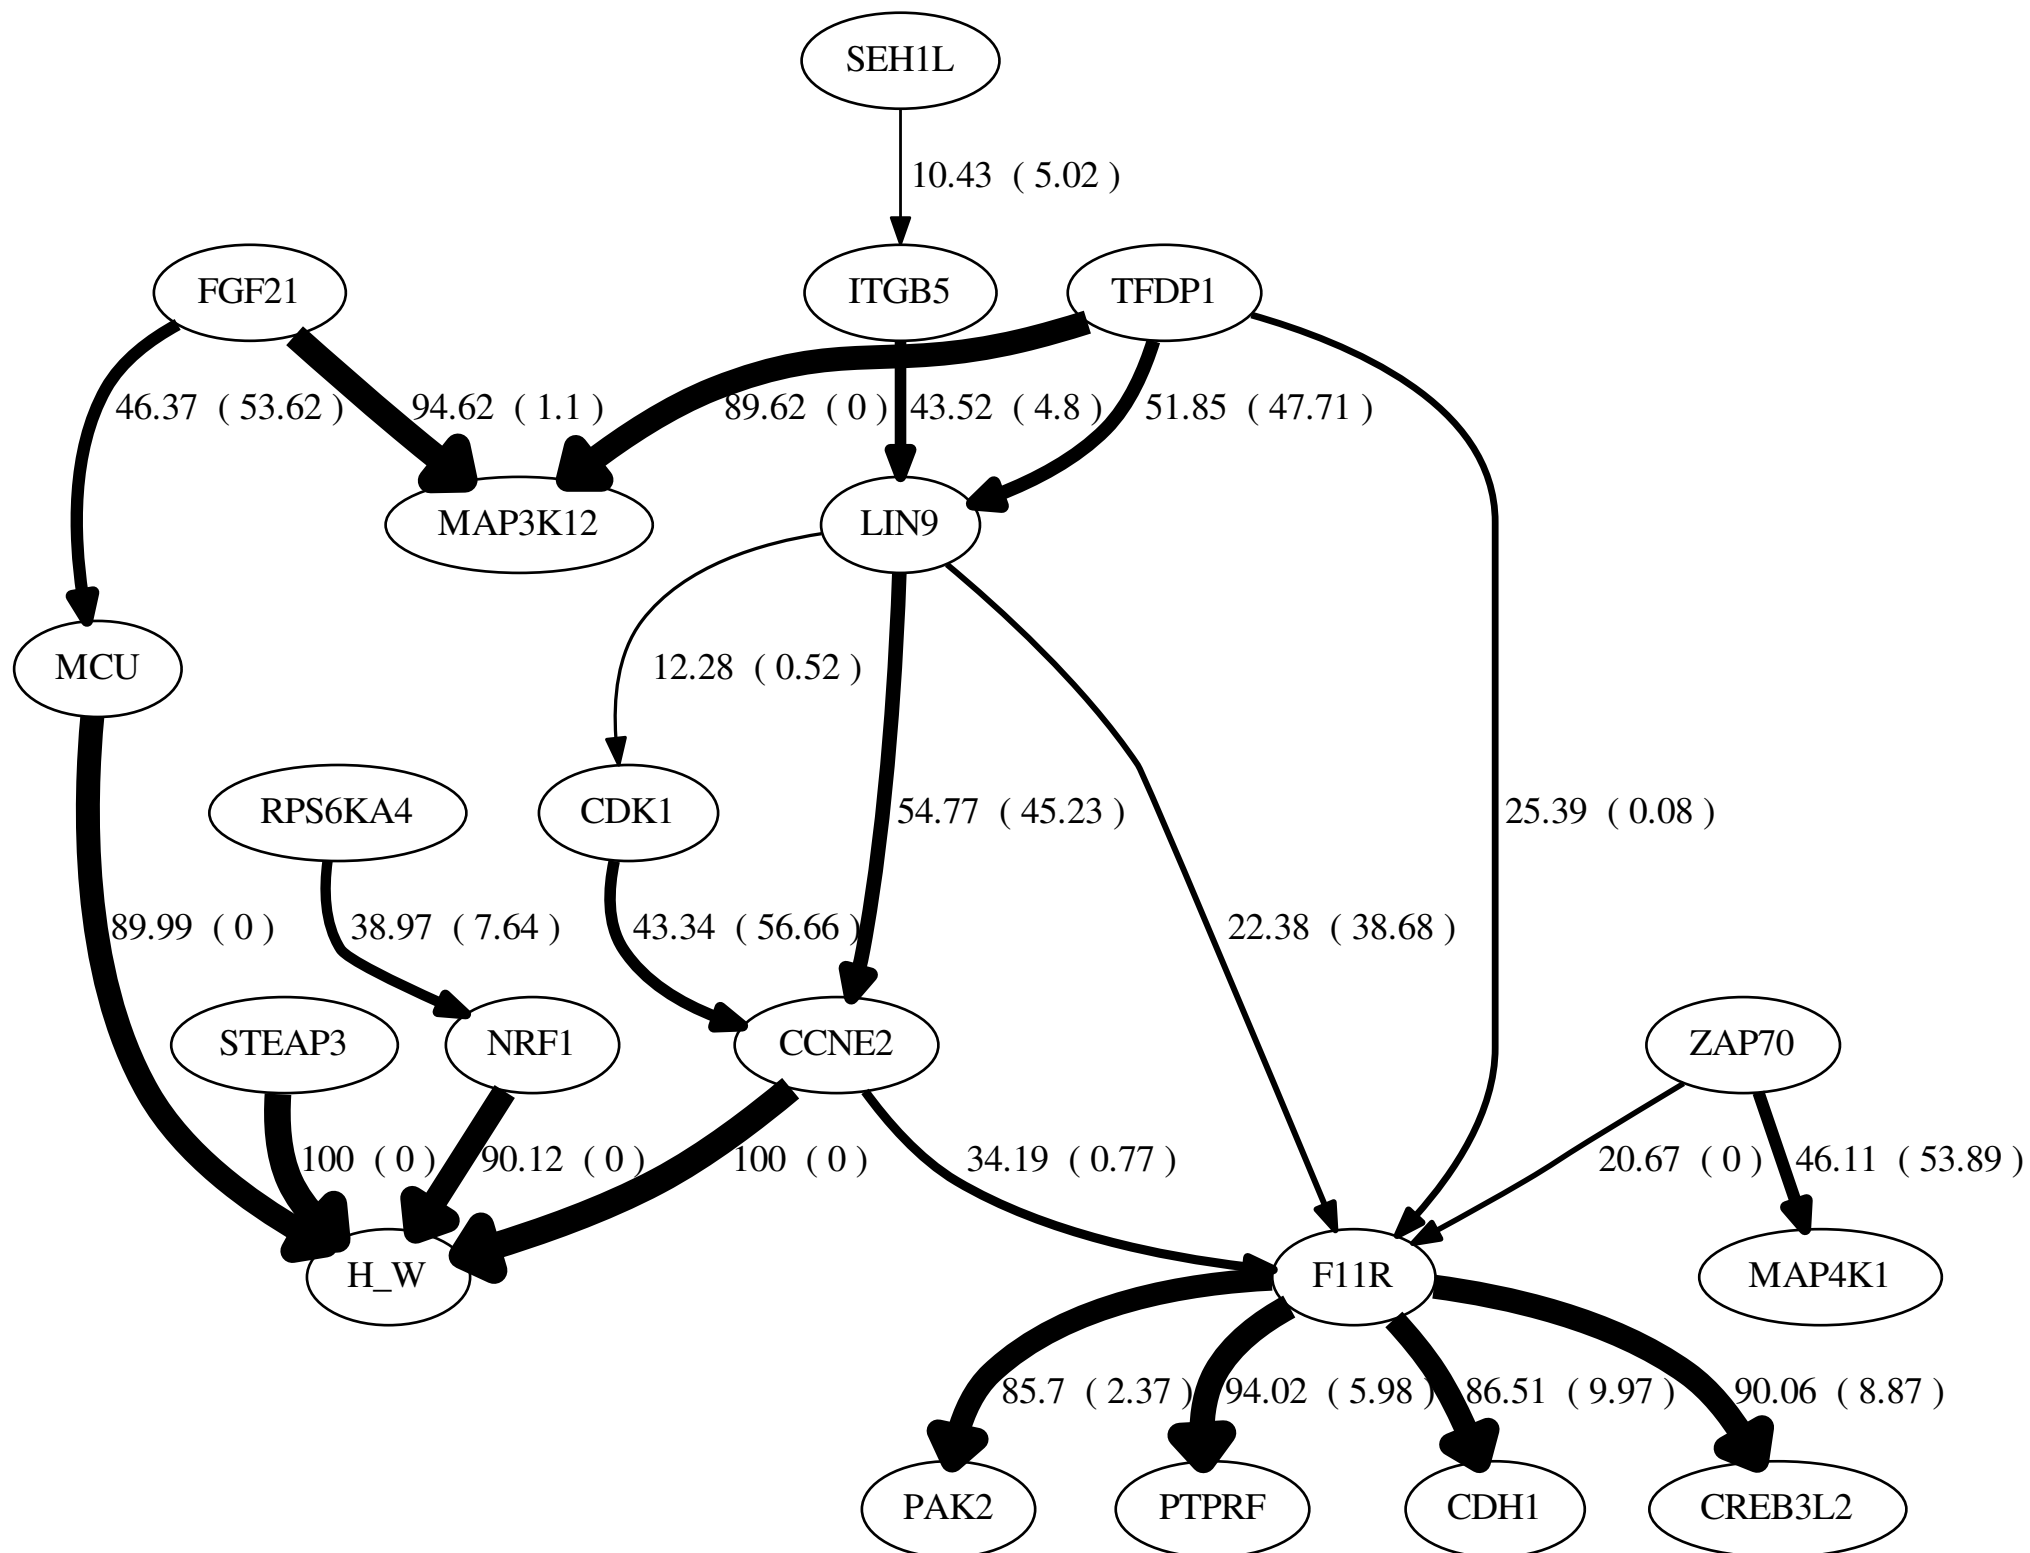 SEH1L
10.43 ( 5.02 )
FGF21
ITGB5
TFDP1
46.37 ( 53.62 )
94.62 ( 1.1 )
89.62 ( 0 )
43.52 ( 4.8 )
51.85 ( 47.71 )
MAP3K12
LIN9
MCU
12.28 ( 0.52 )
RPS6KA4
CDK1
54.77 ( 45.23 )
25.39 ( 0.08 )
89.99 ( 0 )
38.97 ( 7.64 )
43.34 ( 56.66 )
22.38 ( 38.68 )
STEAP3
NRF1
CCNE2
ZAP70
100 ( 0 )
90.12 ( 0 )
100 ( 0 )
34.19 ( 0.77 )
20.67 ( 0 )
46.11 ( 53.89 )
H_W
F11R
MAP4K1
85.7 ( 2.37 )
94.02 ( 5.98 )
86.51 ( 9.97 )
90.06 ( 8.87 )
PAK2
PTPRF
CDH1
CREB3L2